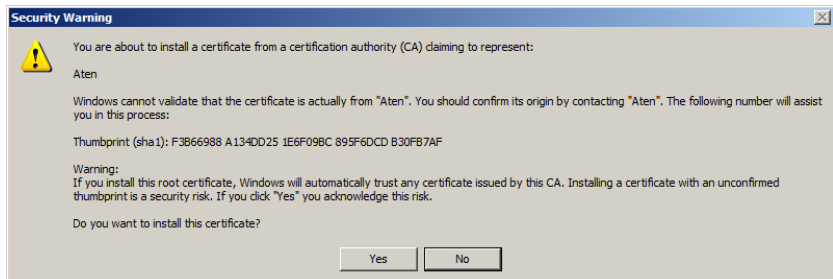 Security Warning
You are about to install a certificate from a certification authority (CA) claiming to represent:
Aten
Windows cannot validate that the certificate is actually from "Aten". You should confirm its origin by contacting "Aten". The following number will assist
you in this process:
Thumbprint (sha1): F3B66988 A134DD25 1E6F09BC 895F6DCD B30FB7AF
Warning:
If you install this root certificate, Windows will automatically trust any certificate issued by this CA. Installing a certificate with an unconfirmed
thumbprint is a security risk. If you click "Yes" you acknowledge this risk.
Do you want to install this certificate?
Yes No